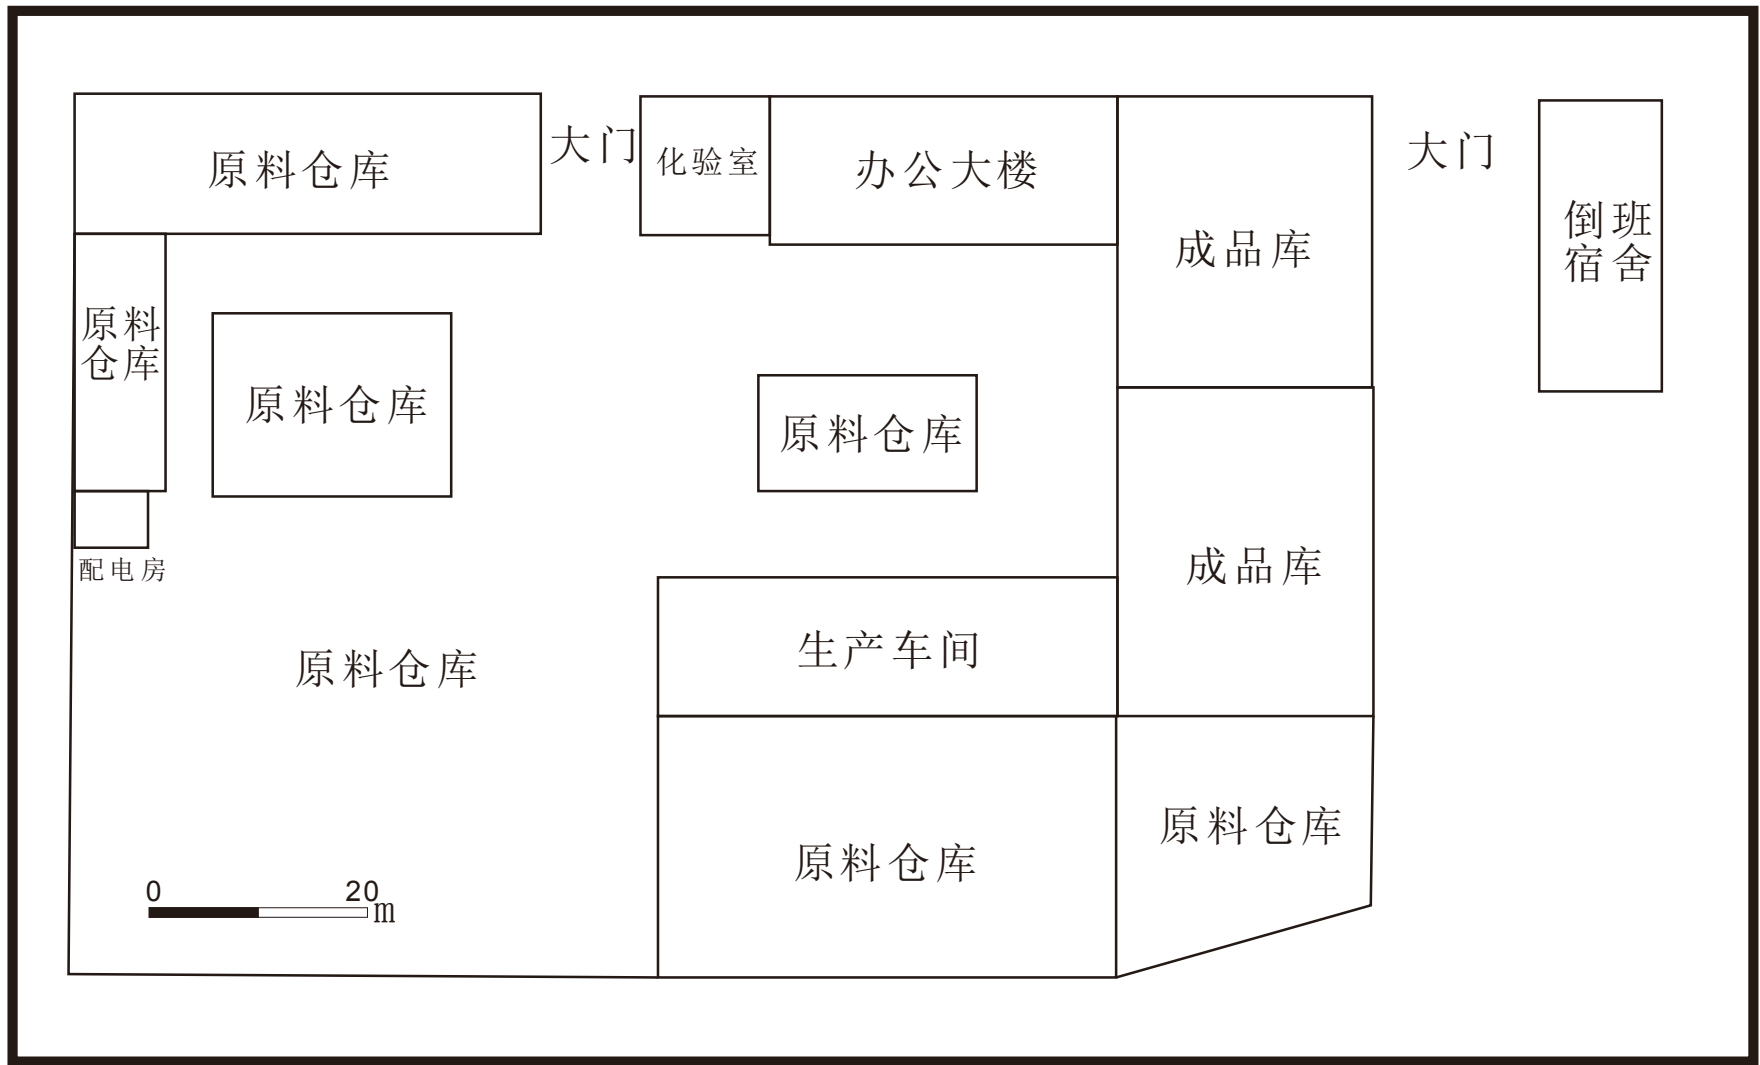 原料仓库
大门
化验室
办公大楼
成品库
大门
倒班
宿舍
原料
仓库
原料仓库
原料仓库
配电房
成品库
原料仓库
生产车间
原料仓库
原料仓库
0 20
m